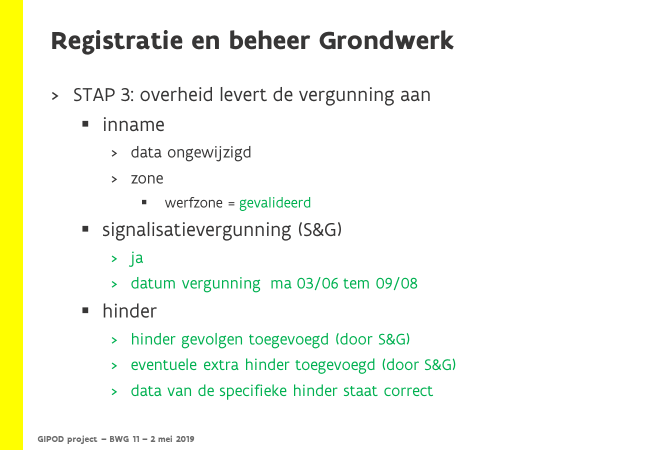 Registratie en beheer Grondwerk
> STAP 3: overheid levert de vergunning aan
▪ inname
> data ongewijzigd
> zone
▪ werfzone = gevalideerd
▪ signalisatievergunning (S&G)
> ja
> datum vergunning ma 03/06 tem 09/08
▪ hinder
> hinder gevolgen toegevoegd (door S&G)
> eventuele extra hinder toegevoegd (door S&G)
> data van de specifieke hinder staat correct
GIPOD project – BWG 11 – 2 mei 2019